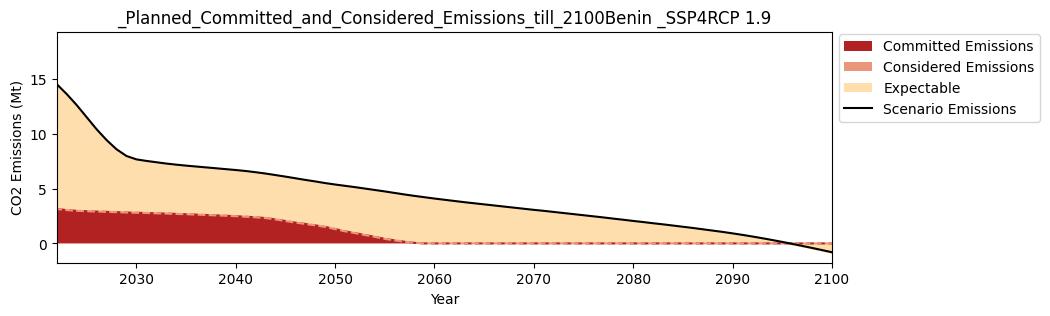 _Planned_Committed_and_Considered_Emissions_till_2100Benin _SSP4RCP 1.9
Committed Emissions
Considered Emissions
Expectable
Scenario Emissions
CO2 Emissions (Mt)
15
10
5
0
2030 2040 2050 2060 2070 2080 2090 2100
Year